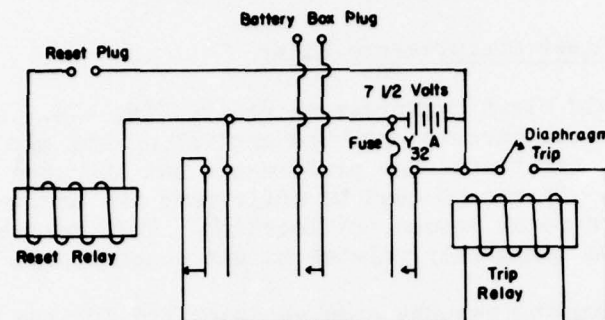 Battery Box Plug
Reset Plug
7 1/2 Volts
Fuse
Y A
32
Diaphragm
Trip
Reset Relay
Trip
Relay